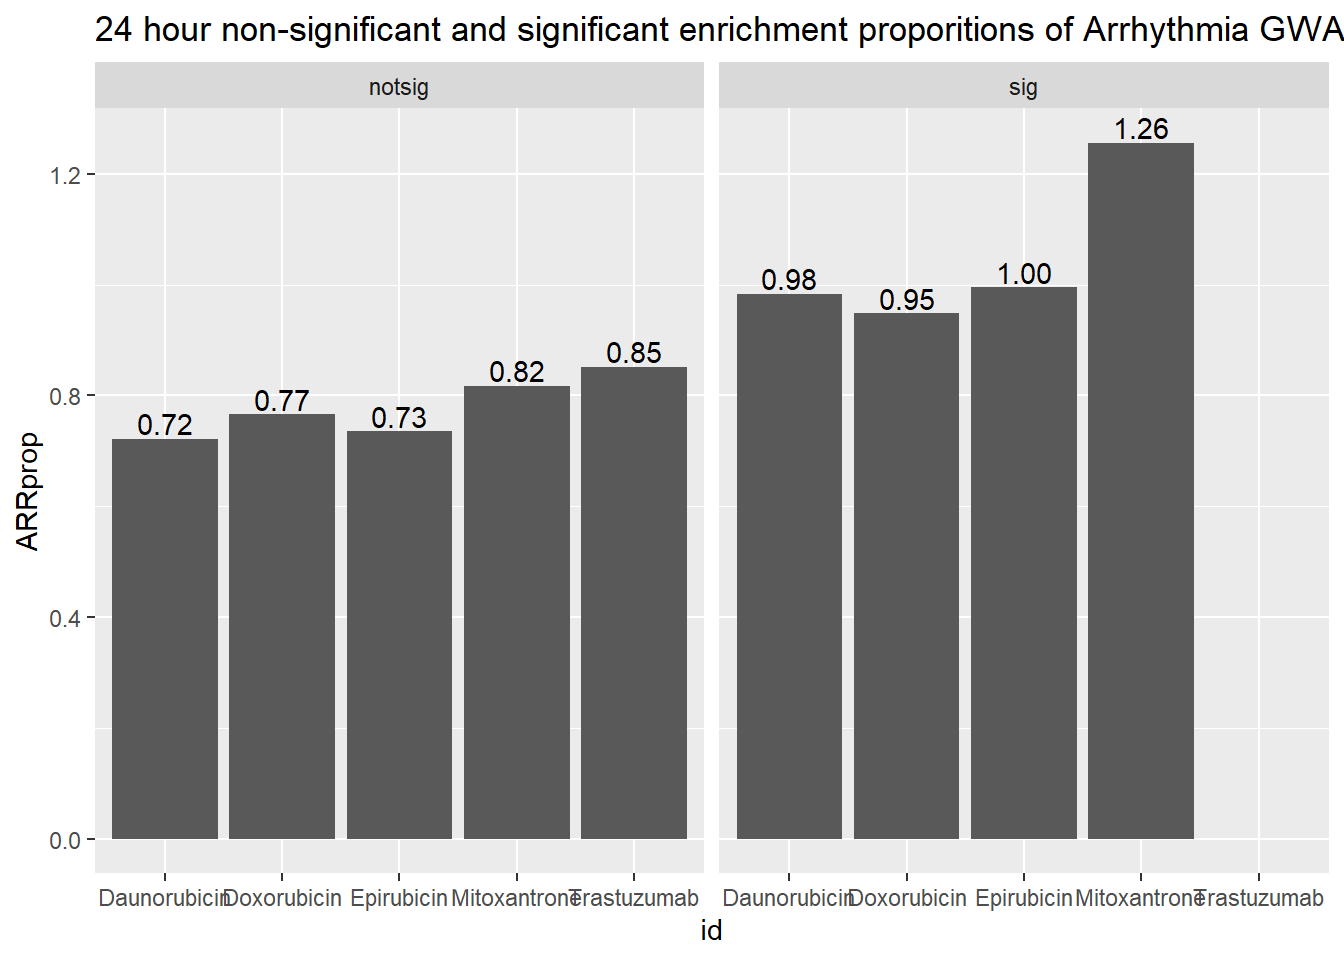 24 hour non-significant and significant enrichment proporitions of Arrhythmia GWA
notsig
sig
ARRprop
1.2
0.8
0.4
0.0
0.72
0.77
0.73
0.82
0.85
0.98
0.95
1.00
1.26
Daunorubicin Doxorubicin Epirubicin Mitoxantrone Trastuzumab
Daunorubicin Doxorubicin Epirubicin Mitoxantrone Trastuzumab
id